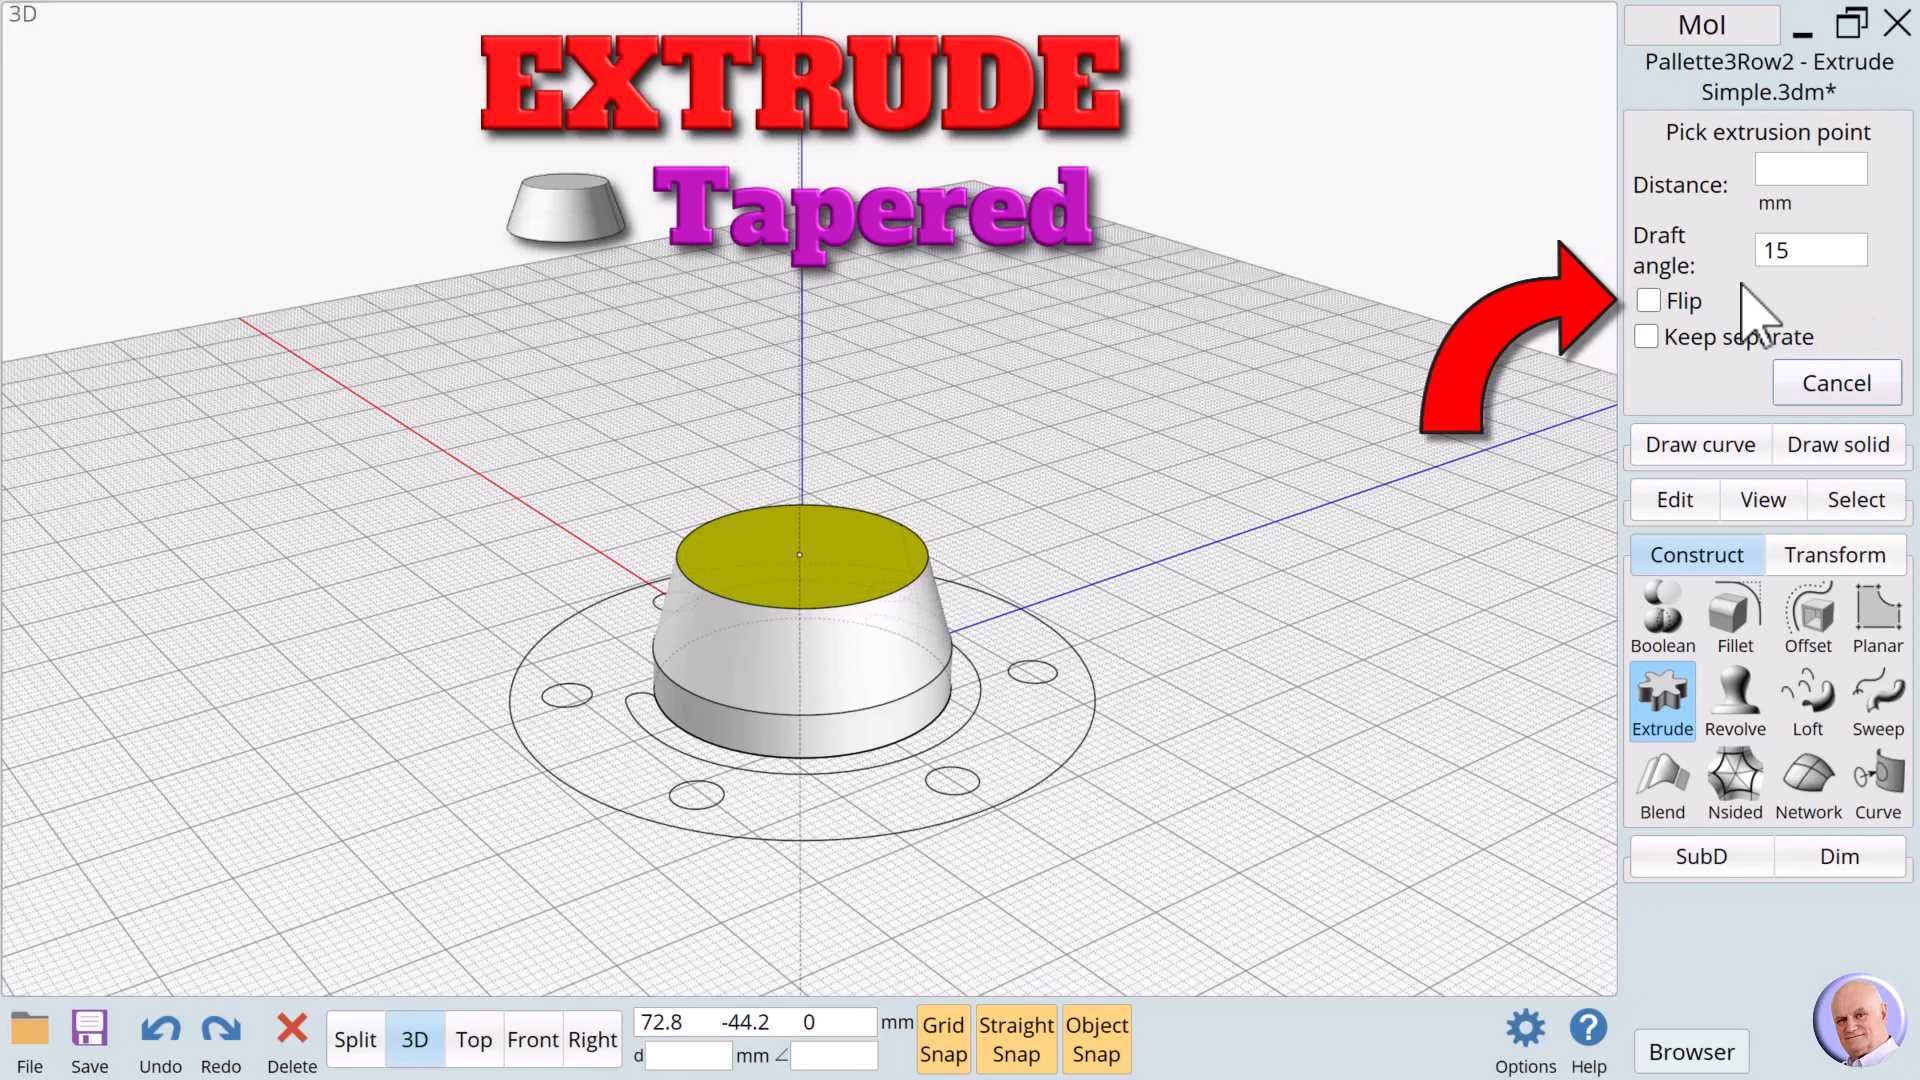 3D
EXTRUDE
Tapered
MoI
Pallette3Row2 - Extrude
Simple.3dm*
Pick extrusion point
Distance:
mm
Draft
angle:
15
Flip
Keep separate
Cancel
Draw curve Draw solid
Edit View Select
Construct Transform
Boolean Fillet Offset Planar
Extrude Revolve Loft Sweep
Blend Nsided Network Curve
SubD Dim
File Save Undo Redo Delete
Split 3D Top Front Right
72.8 -44.2 0 mm
d mm ∠
Grid
Snap
Straight
Snap
Object
Snap
Options ? Help
Browser